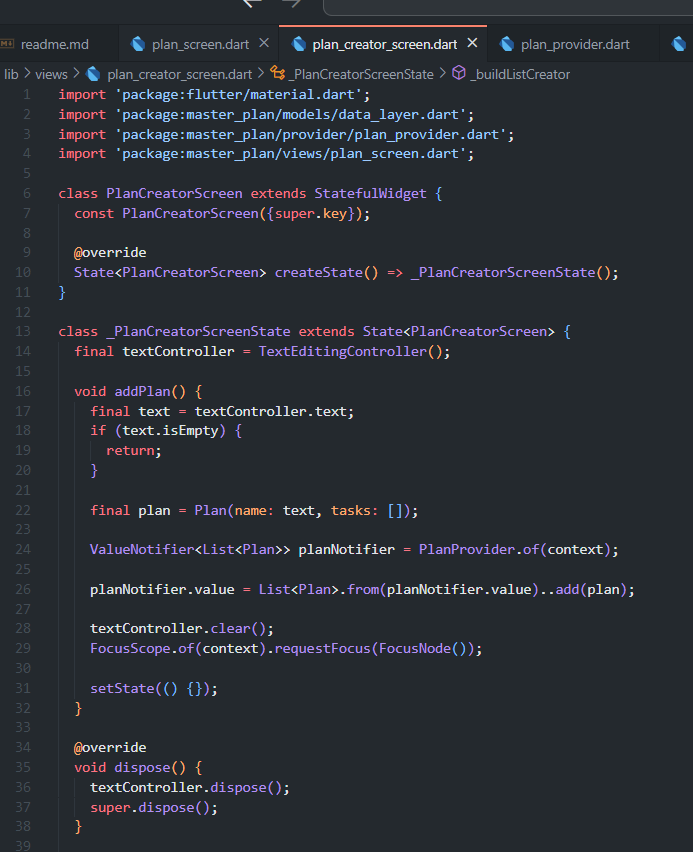 readme.md plan_screen.dart plan_creator_screen.dart plan_provider.dart
lib > views > plan_creator_screen.dart > _PlanCreatorScreenState > _buildListCreator
1 import 'package:flutter/material.dart';
2 import 'package:master_plan/models/data_layer.dart';
3 import 'package:master_plan/provider/plan_provider.dart';
4 import 'package:master_plan/views/plan_screen.dart';
5
6 class PlanCreatorScreen extends StatefulWidget {
7   const PlanCreatorScreen({super.key});
8
9   @override
10   State<PlanCreatorScreen> createState() => _PlanCreatorScreenState();
11 }
12
13 class _PlanCreatorScreenState extends State<PlanCreatorScreen> {
14   final textController = TextEditingController();
15
16   void addPlan() {
17     final text = textController.text;
18     if (text.isEmpty) {
19       return;
20     }
21
22     final plan = Plan(name: text, tasks: []);
23
24     ValueNotifier<List<Plan>> planNotifier = PlanProvider.of(context);
25
26     planNotifier.value = List<Plan>.from(planNotifier.value)..add(plan);
27
28     textController.clear();
29     FocusScope.of(context).requestFocus(FocusNode());
30
31     setState(() {});
32   }
33
34   @override
35   void dispose() {
36     textController.dispose();
37     super.dispose();
38   }
39